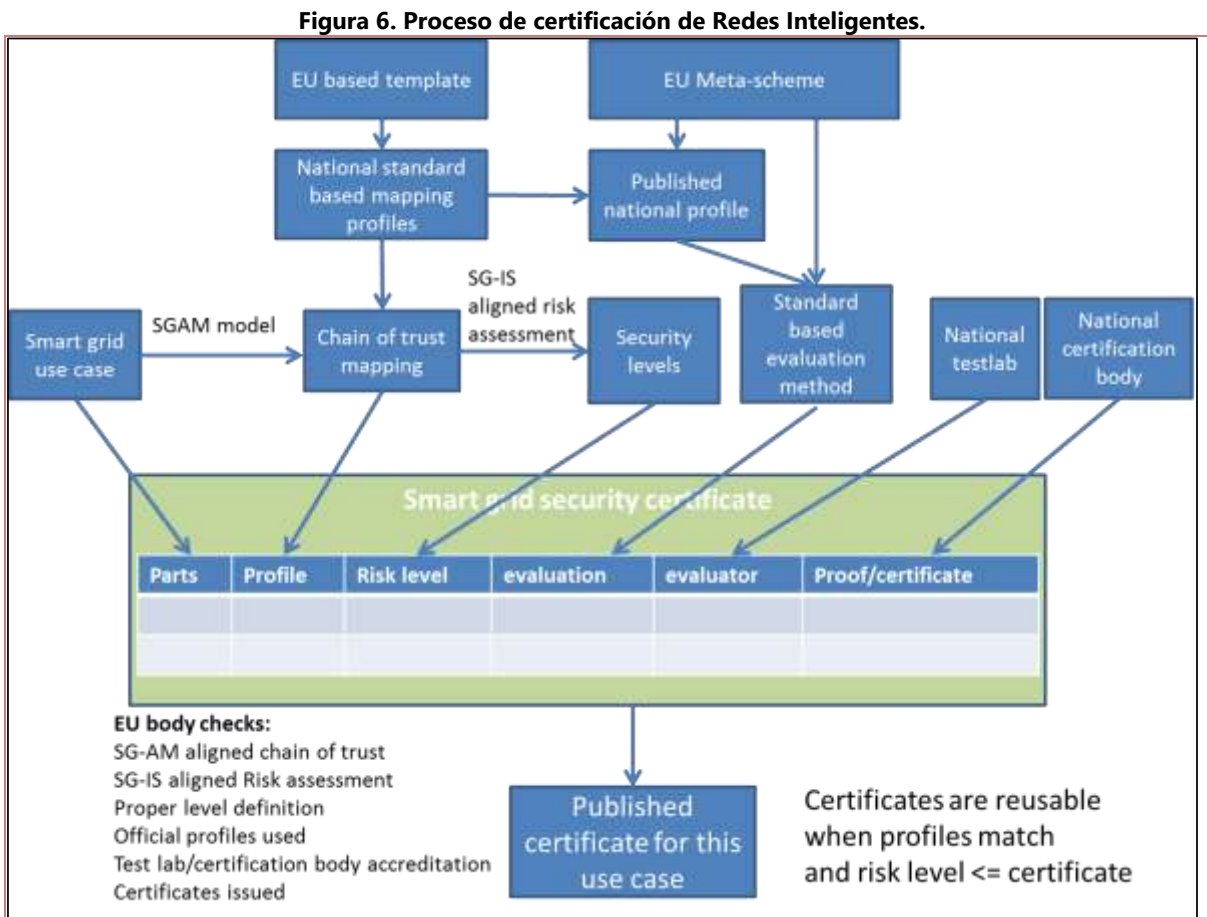 Figura 6. Proceso de certificación de Redes Inteligentes.
EU based template
EU Meta-scheme
National standard
based mapping
profiles
Published
national profile
SG-IS
aligned risk
assessment
Smart grid
use case
SGAM model
Chain of trust
mapping
Security
levels
Standard
based
evaluation
method
National
testlab
National
certification
body
Smart grid security certificate
Parts Profile Risk level evaluation evaluator Proof/certificate
EU body checks:
SG-AM aligned chain of trust
SG-IS aligned Risk assessment
Proper level definition
Official profiles used
Test lab/certification body accreditation
Certificates issued
Published
certificate for this
use case
Certificates are reusable
when profiles match
and risk level <= certificate